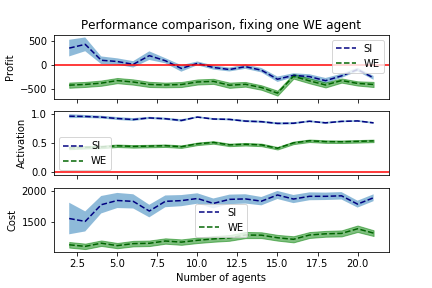 Performance comparison, fixing one WE agent
Profit
500
0
−500
SI
WE
Activation
1.0
0.5
0.0
SI
WE
Cost
2000
1500
SI
WE
2.5 5.0 7.5 10.0 12.5 15.0 17.5 20.0
Number of agents